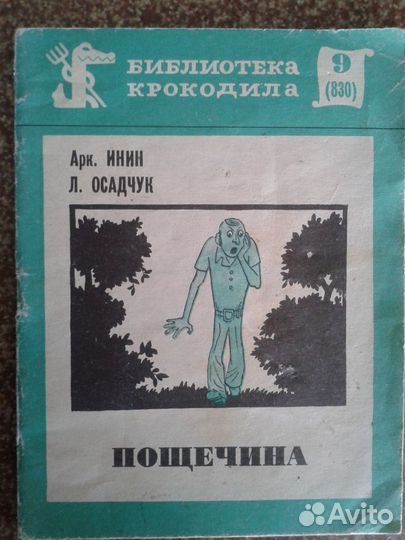 БИБЛИОТЕКА
КРОКОДИЛА
9
(830)
Арк. ИНИН
Л. ОСАДЧУК
ПОЩЕЧИНА
Avito